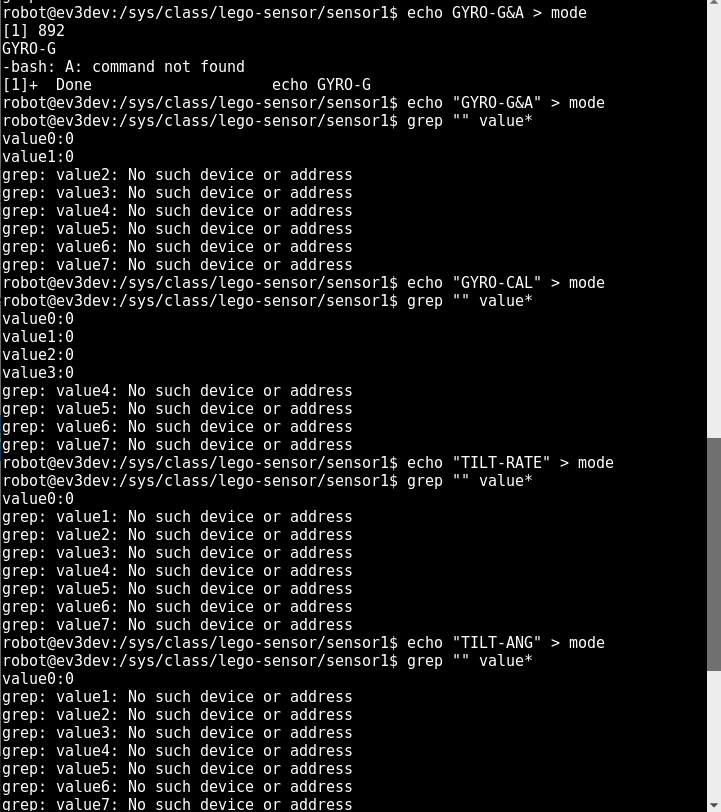 robot@ev3dev:/sys/class/lego-sensor/sensor1$ echo GYRO-G&A > mode
[1] 892
GYRO-G
-bash: A: command not found
[1]+  Done                    echo GYRO-G
robot@ev3dev:/sys/class/lego-sensor/sensor1$ echo "GYRO-G&A" > mode
robot@ev3dev:/sys/class/lego-sensor/sensor1$ grep "" value*
value0:0
value1:0
grep: value2: No such device or address
grep: value3: No such device or address
grep: value4: No such device or address
grep: value5: No such device or address
grep: value6: No such device or address
grep: value7: No such device or address
robot@ev3dev:/sys/class/lego-sensor/sensor1$ echo "GYRO-CAL" > mode
robot@ev3dev:/sys/class/lego-sensor/sensor1$ grep "" value*
value0:0
value1:0
value2:0
value3:0
grep: value4: No such device or address
grep: value5: No such device or address
grep: value6: No such device or address
grep: value7: No such device or address
robot@ev3dev:/sys/class/lego-sensor/sensor1$ echo "TILT-RATE" > mode
robot@ev3dev:/sys/class/lego-sensor/sensor1$ grep "" value*
value0:0
grep: value1: No such device or address
grep: value2: No such device or address
grep: value3: No such device or address
grep: value4: No such device or address
grep: value5: No such device or address
grep: value6: No such device or address
grep: value7: No such device or address
robot@ev3dev:/sys/class/lego-sensor/sensor1$ echo "TILT-ANG" > mode
robot@ev3dev:/sys/class/lego-sensor/sensor1$ grep "" value*
value0:0
grep: value1: No such device or address
grep: value2: No such device or address
grep: value3: No such device or address
grep: value4: No such device or address
grep: value5: No such device or address
grep: value6: No such device or address
grep: value7: No such device or address